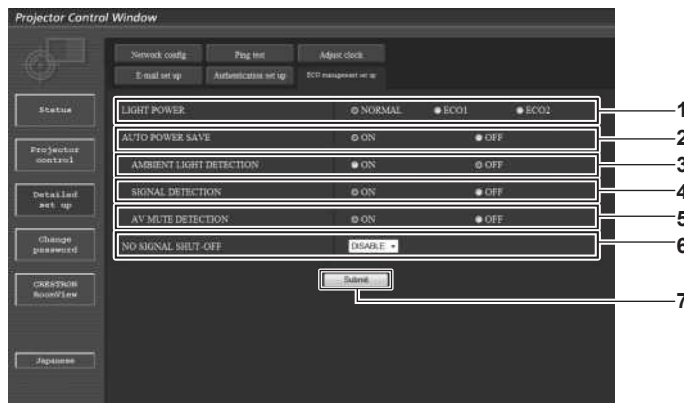 Projector Control Window
Network config Ping test Adjust clock
E-mail set up Authentication set up ECO management set up
Status
Projector control
Detailed set up
Change password
CRESTRON RoomView
Japanese
LIGHT POWER NORMAL ECO1 ECO2 1
AUTO POWER SAVE ON OFF 2
AMBIENT LIGHT DETECTION ON OFF 3
SIGNAL DETECTION ON OFF 4
AV MUTE DETECTION ON OFF 5
NO SIGNAL SHUT-OFF DISABLE 6
Submit 7